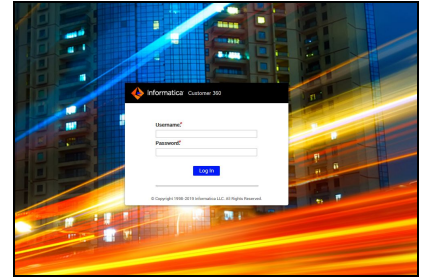 Informatica Customer 360
Username:*
Password:*
Log In
© Copyright 1998-2019 Informatica LLC. All Rights Reserved.